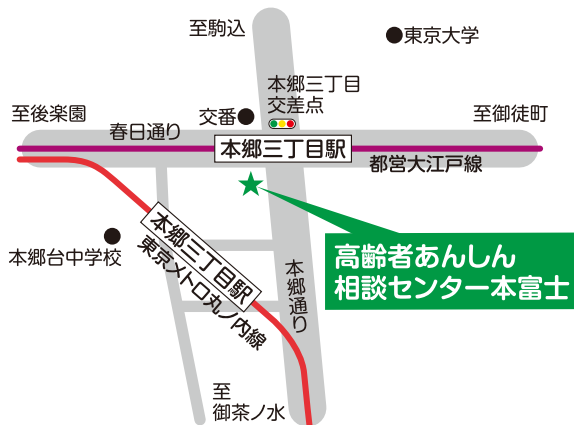 至駒込
東京大学
本郷三丁目
交差点
至後楽園
交番
至御徒町
春日通り
本郷三丁目駅
都営大江戸線
本郷台中学校
本郷三丁目駅
東京メトロ丸ノ内線
本郷通り
高齢者あんしん
相談センター本富士
至
御茶ノ水